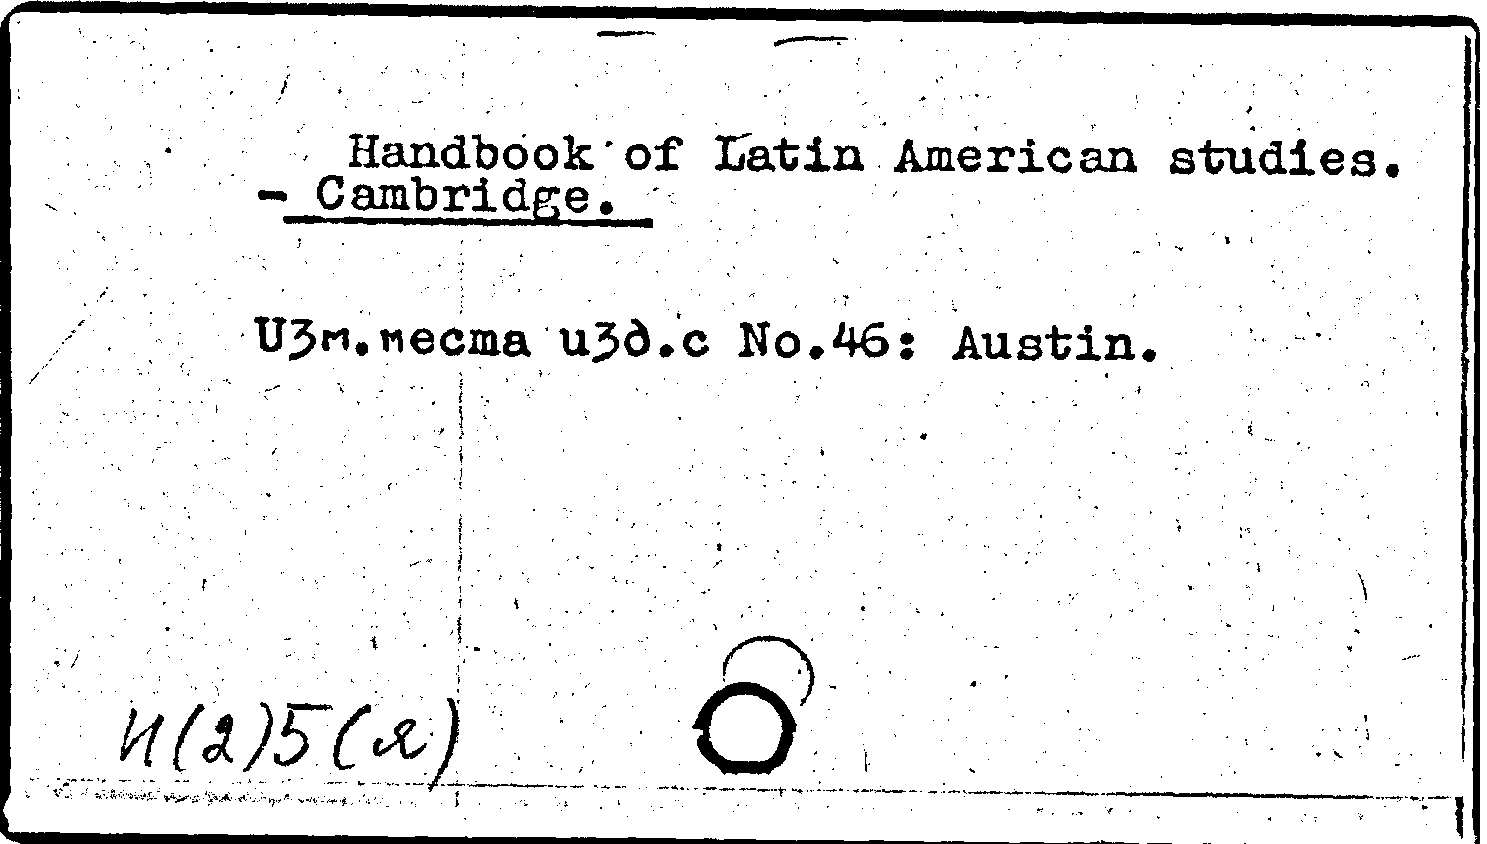 Handbook of Latin American studies.
- Cambridge.
Изм.места изд.с No.46: Austin.
И(2)5(я)